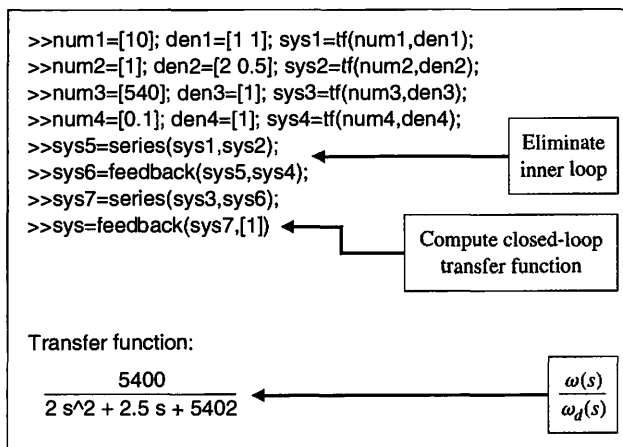 >>num1=[10]; den1=[1 1]; sys1=tf(num1,den1);
>>num2=[1]; den2=[2 0.5]; sys2=tf(num2,den2);
>>num3=[540]; den3=[1]; sys3=tf(num3,den3);
>>num4=[0.1]; den4=[1]; sys4=tf(num4,den4);
>>sys5=series(sys1,sys2);
>>sys6=feedback(sys5,sys4);
>>sys7=series(sys3,sys6);
>>sys=feedback(sys7,[1])
Eliminate
inner loop
Compute closed-loop
transfer function
Transfer function:
5400
2 s^2 + 2.5 s + 5402
ω(s)
ω_d(s)